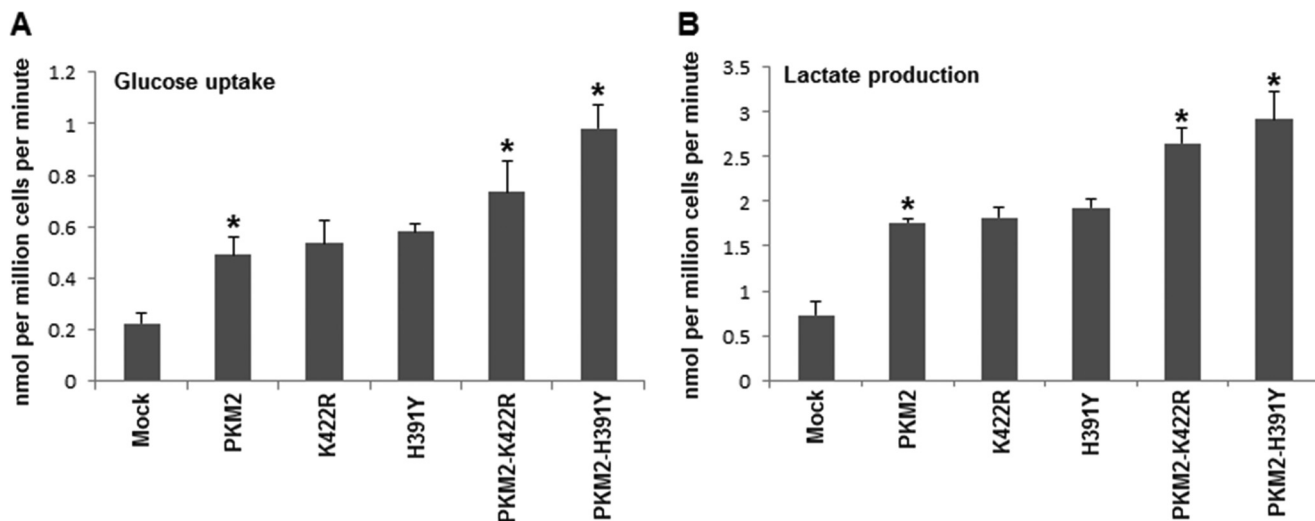 A
nmol per million cells per minute
Glucose uptake
1.2
1
0.8
0.6
0.4
0.2
0
*
*
*
Mock
PKM2
K422R
H391Y
PKM2-K422R
PKM2-H391Y
B
nmol per million cells per minute
Lactate production
3.5
3
2.5
2
1.5
1
0.5
0
*
*
*
Mock
PKM2
K422R
H391Y
PKM2-K422R
PKM2-H391Y